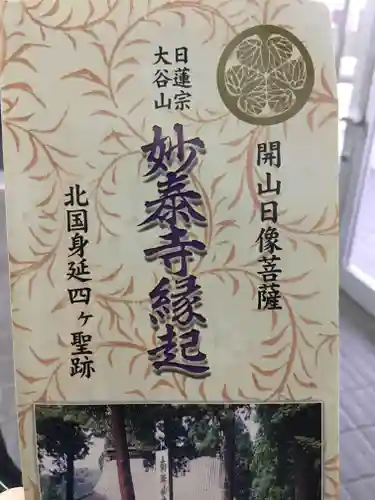 開山日像菩薩
日蓮宗
大谷山
妙泰寺縁起
北国身延四ヶ聖跡